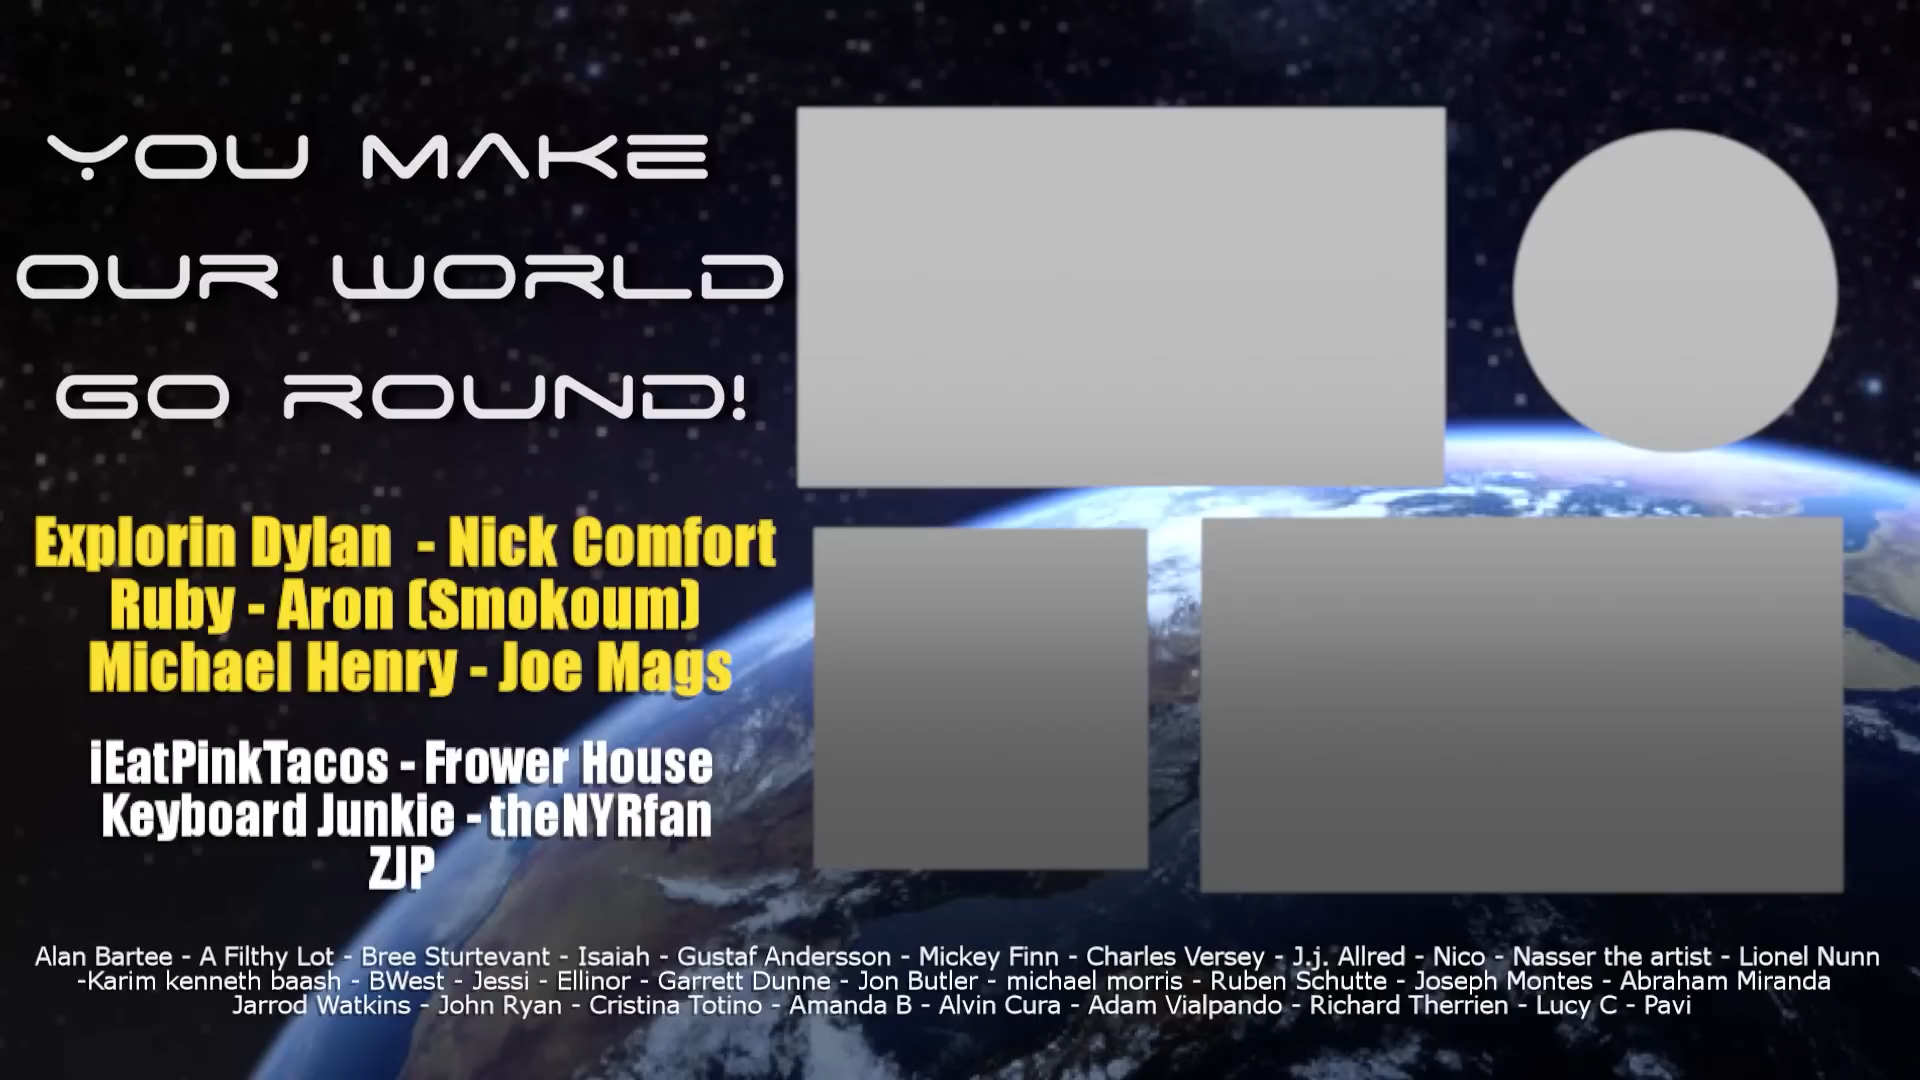 YOU MAKE
OUR WORLD
GO ROUND!
Explorin Dylan - Nick Comfort
Ruby - Aron (Smokoum)
Michael Henry - Joe Mags
iEatPinkTacos - Frower House
Keyboard Junkie - theNYRfan
ZJP
Alan Bartee - A Filthy Lot - Bree Sturtevant - Isaiah - Gustaf Andersson - Mickey Finn - Charles Versey - J.j. Allred - Nico - Nasser the artist - Lionel Nunn
-Karim kenneth baash - BWest - Jessi - Ellinor - Garrett Dunne - Jon Butler - michael morris - Ruben Schutte - Joseph Montes - Abraham Miranda
Jarrod Watkins - John Ryan - Cristina Totino - Amanda B - Alvin Cura - Adam Vialpando - Richard Therrien - Lucy C - Pavi